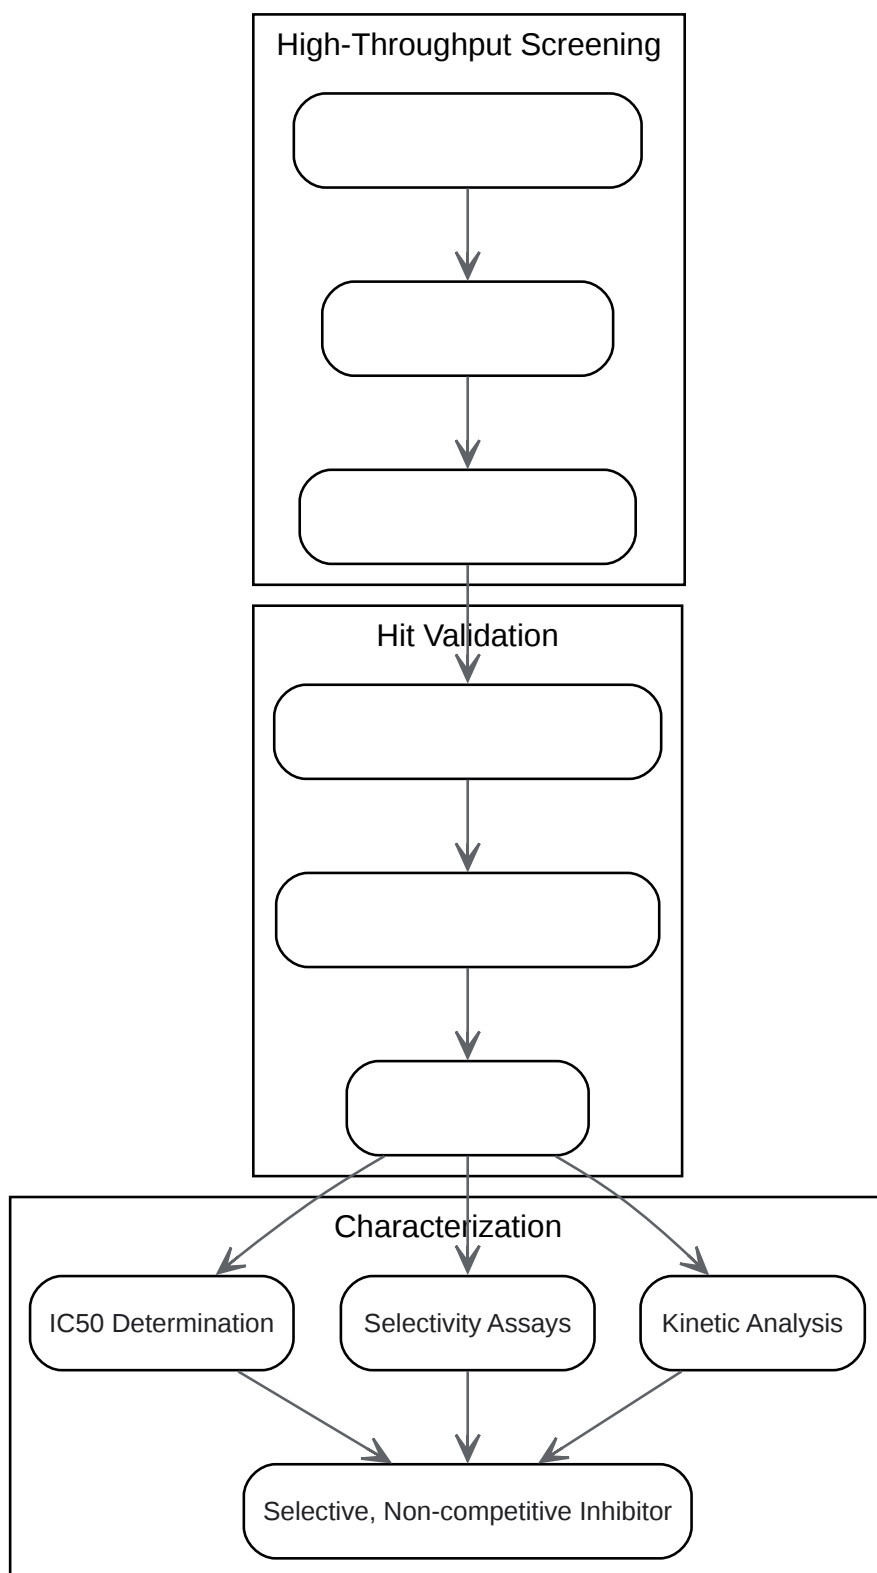 High-Throughput Screening
Hit Validation
Characterization
IC50 Determination
Selectivity Assays
Kinetic Analysis
Selective, Non-competitive Inhibitor